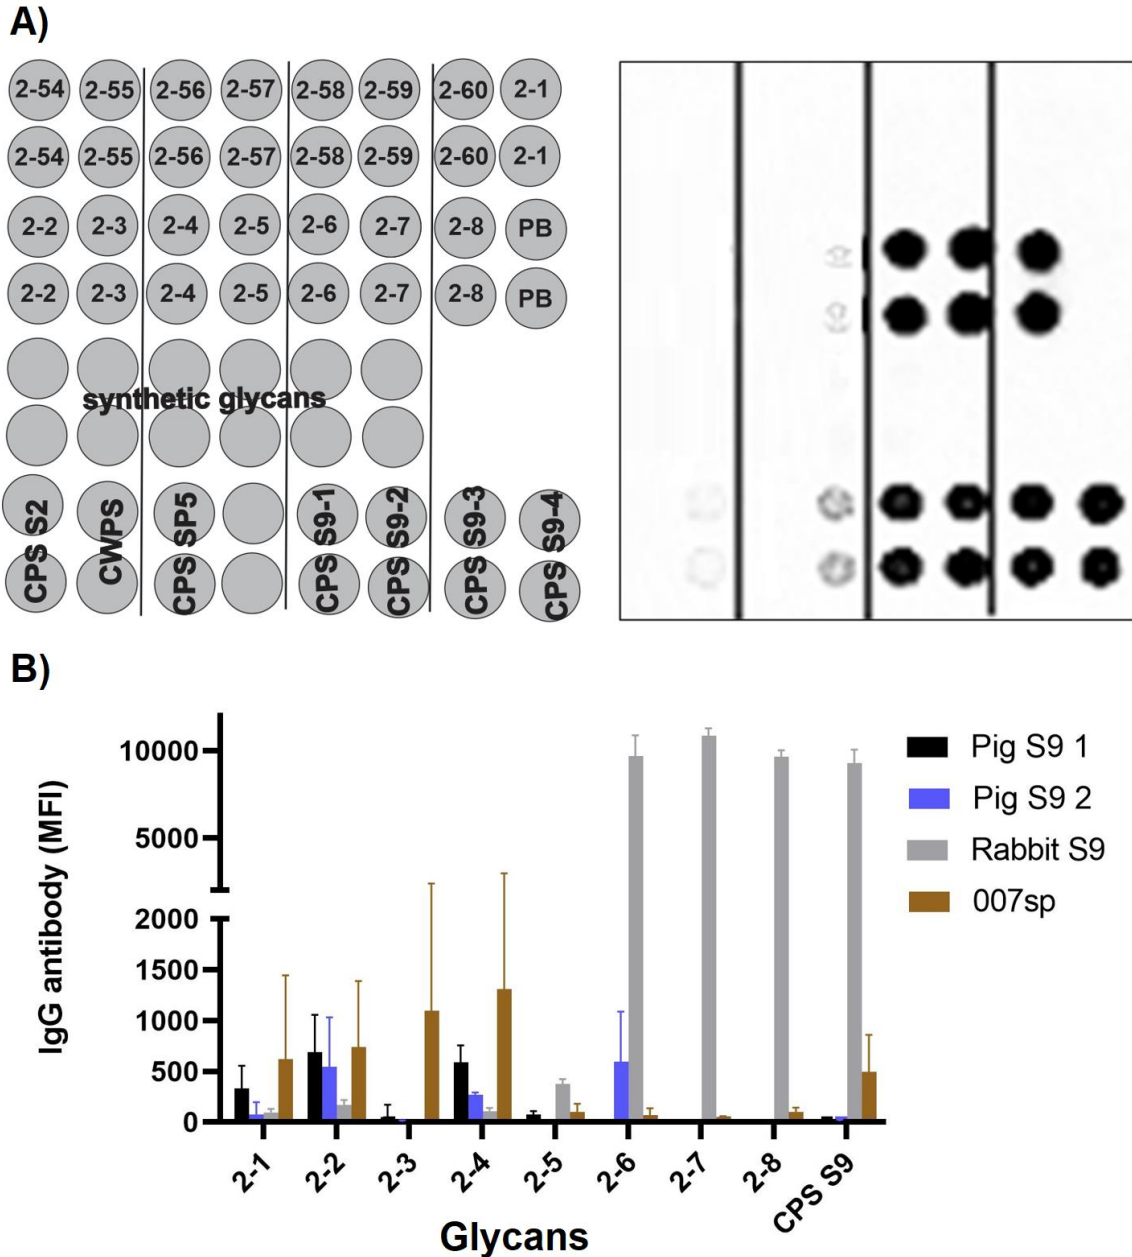 A)
2-54 2-55 2-56 2-57 2-58 2-59 2-60 2-1
2-54 2-55 2-56 2-57 2-58 2-59 2-60 2-1
2-2 2-3 2-4 2-5 2-6 2-7 2-8 PB
2-2 2-3 2-4 2-5 2-6 2-7 2-8 PB
synthetic glycans
CPS S2
CWPS
CPS SP5
CPS S9-1
CPS S9-2
CPS S9-3
CPS S9-4
B)
IgG antibody (MFI)
10000
5000
2000
1500
1000
500
0
Pig S9 1
Pig S9 2
Rabbit S9
007sp
2-1 2-2 2-3 2-4 2-5 2-6 2-7 2-8 CPS S9
Glycans